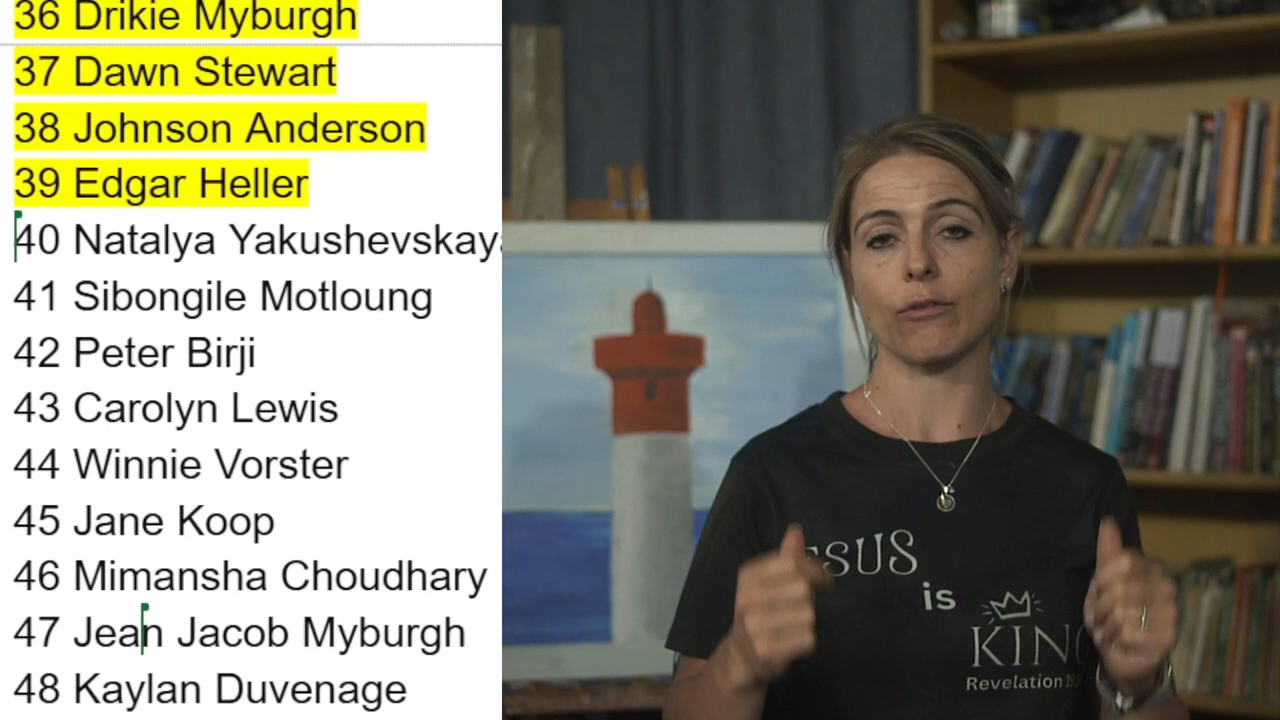 36 Drikie Myburgh
37 Dawn Stewart
38 Johnson Anderson
39 Edgar Heller
40 Natalya Yakushevskaya
41 Sibongile Motloung
42 Peter Birji
43 Carolyn Lewis
44 Winnie Vorster
45 Jane Koop
46 Mimansha Choudhary
47 Jean Jacob Myburgh
48 Kaylan Duvenage
is
Revelation